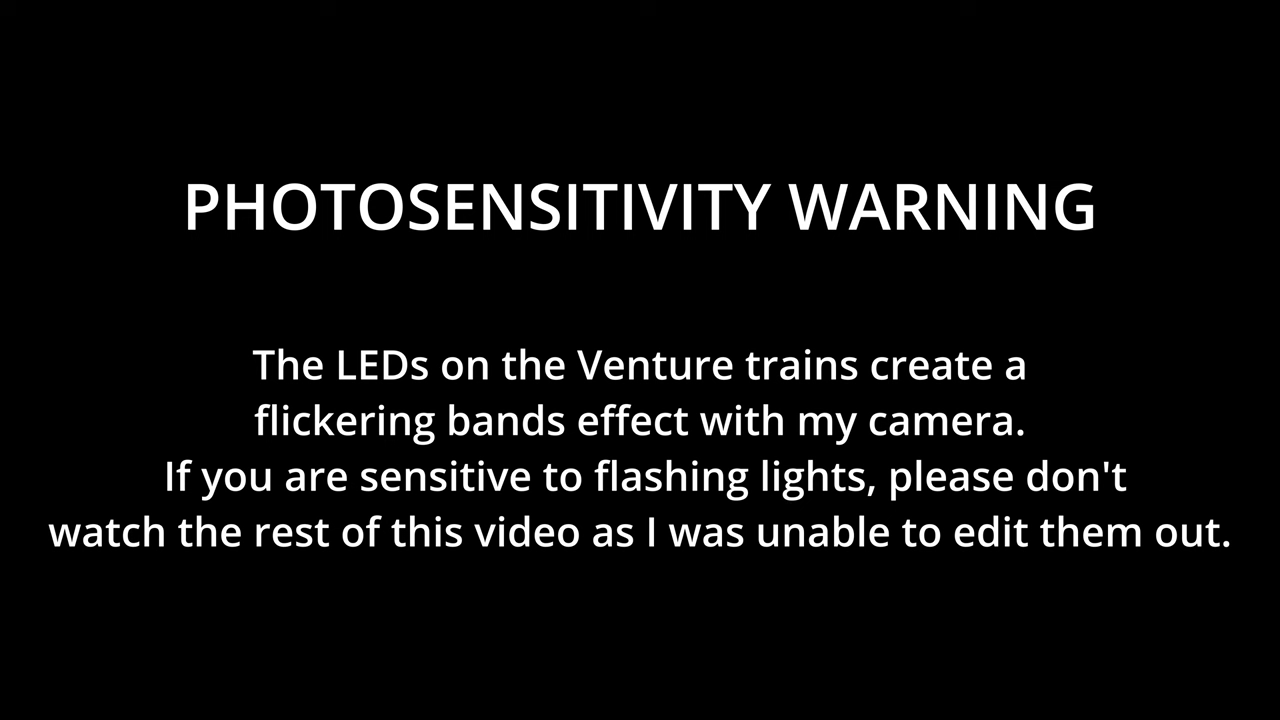 PHOTOSENSITIVITY WARNING
The LEDs on the Venture trains create a
flickering bands effect with my camera.
If you are sensitive to flashing lights, please don't
watch the rest of this video as I was unable to edit them out.